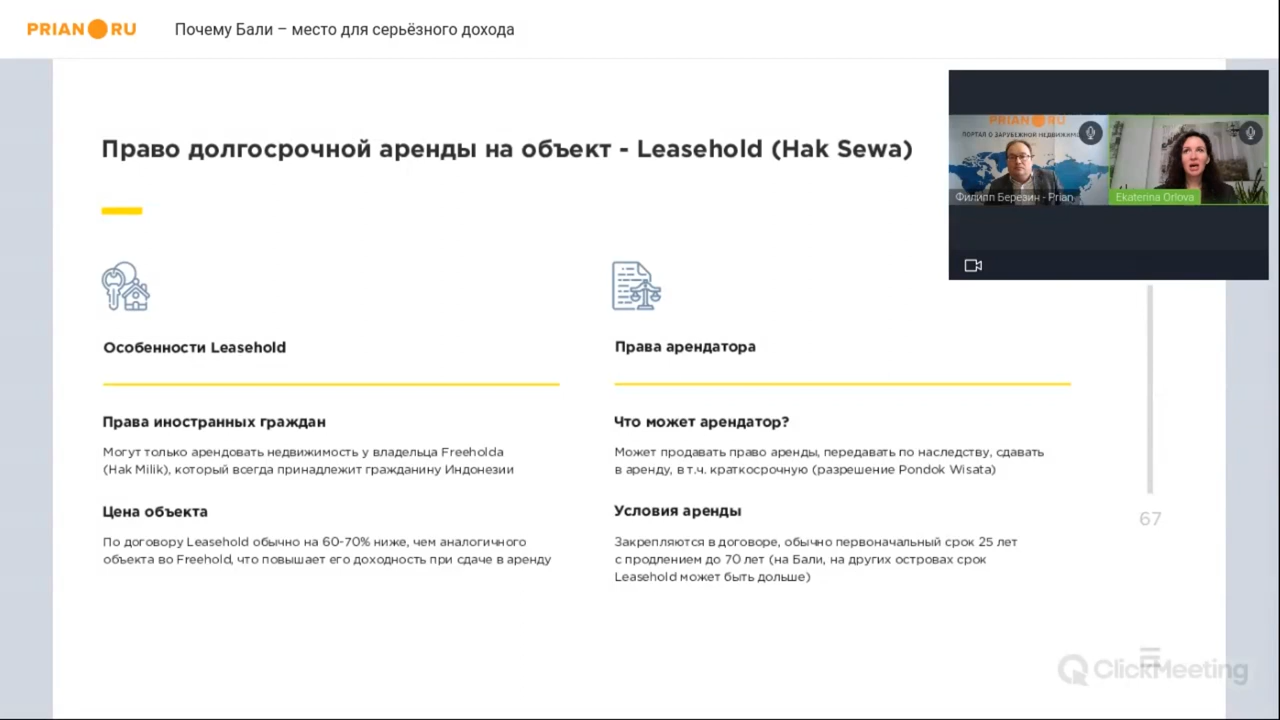 PRIAN RU
Почему Бали – место для серьёзного дохода
PRIAN RU
ПОРТАЛ О ЗАРУБЕЖНОЙ
Филипп Березин - Prian
Ekaterina Orlova
Право долгосрочной аренды на объект - Leasehold (Hak Sewa)
Особенности Leasehold
Права иностранных граждан
Могут только арендовать недвижимость у владельца Freeholda
(Hak Milik), который всегда принадлежит гражданину Индонезии
Цена объекта
По договору Leasehold обычно на 60-70% ниже, чем аналогичного
объекта во Freehold, что повышает его доходность при сдаче в аренду
Права арендатора
Что может арендатор?
Может продавать право аренды, передавать по наследству, сдавать
в аренду, в т.ч. краткосрочную (разрешение Pondok Wisata)
Условия аренды
Закрепляются в договоре, обычно первоначальный срок 25 лет
с продлением до 70 лет (на Бали, на других островах срок
Leasehold может быть дольше)
67
ClickMeeting